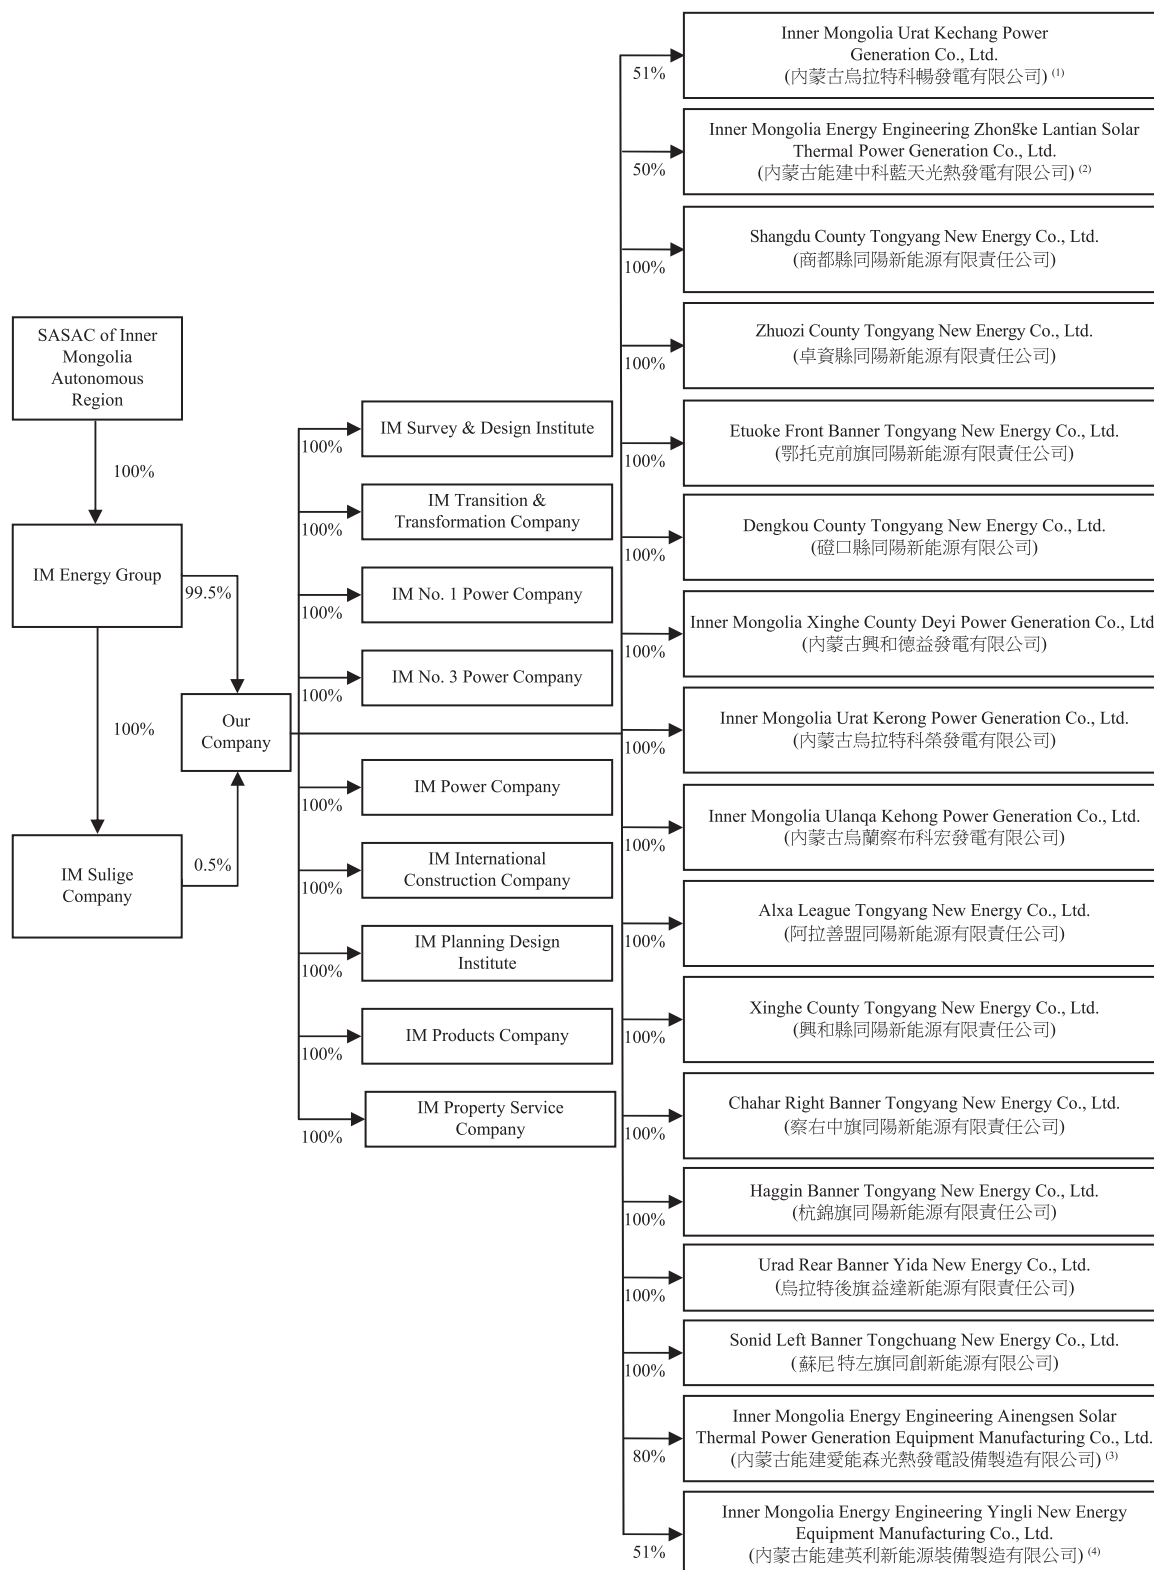 SASAC of Inner
Mongolia
Autonomous
Region
100%
IM Energy Group
99.5%
100%
Our
Company
0.5%
IM Sulige
Company
IM Survey & Design Institute
100%
IM Transition &
Transformation Company
100%
IM No. 1 Power Company
100%
IM No. 3 Power Company
100%
IM Power Company
100%
IM International
Construction Company
100%
IM Planning Design
Institute
100%
IM Products Company
100%
IM Property Service
Company
100%
Inner Mongolia Urat Kechang Power
Generation Co., Ltd.
(內蒙古烏拉特科暢發電有限公司) (1)
51%
Inner Mongolia Energy Engineering Zhongke Lantian Solar
Thermal Power Generation Co., Ltd.
(內蒙古能建中科藍天光熱發電有限公司) (2)
50%
Shangdu County Tongyang New Energy Co., Ltd.
(商都縣同陽新能源有限責任公司)
100%
Zhuozi County Tongyang New Energy Co., Ltd.
(卓資縣同陽新能源有限責任公司)
100%
Etuoke Front Banner Tongyang New Energy Co., Ltd.
(鄂托克前旗同陽新能源有限責任公司)
100%
Dengkou County Tongyang New Energy Co., Ltd.
(磴口縣同陽新能源有限公司)
100%
Inner Mongolia Xinghe County Deyi Power Generation Co., Ltd
(內蒙古興和德益發電有限公司)
100%
Inner Mongolia Urat Kerong Power Generation Co., Ltd.
(內蒙古烏拉特科榮發電有限公司)
100%
Inner Mongolia Ulanqa Kehong Power Generation Co., Ltd.
(內蒙古烏蘭察布科宏發電有限公司)
100%
Alxa League Tongyang New Energy Co., Ltd.
(阿拉善盟同陽新能源有限責任公司)
100%
Xinghe County Tongyang New Energy Co., Ltd.
(興和縣同陽新能源有限責任公司)
100%
Chahar Right Banner Tongyang New Energy Co., Ltd.
(察右中旗同陽新能源有限責任公司)
100%
Haggin Banner Tongyang New Energy Co., Ltd.
(杭錦旗同陽新能源有限責任公司)
100%
Urad Rear Banner Yida New Energy Co., Ltd.
(烏拉特後旗益達新能源有限責任公司)
100%
Sonid Left Banner Tongchuang New Energy Co., Ltd.
(蘇尼特左旗同創新能源有限公司)
100%
Inner Mongolia Energy Engineering Ainengsen Solar
Thermal Power Generation Equipment Manufacturing Co., Ltd.
(內蒙古能建愛能森光熱發電設備製造有限公司) (3)
80%
Inner Mongolia Energy Engineering Yingli New Energy
Equipment Manufacturing Co., Ltd.
(內蒙古能建英利新能源裝備製造有限公司) (4)
51%